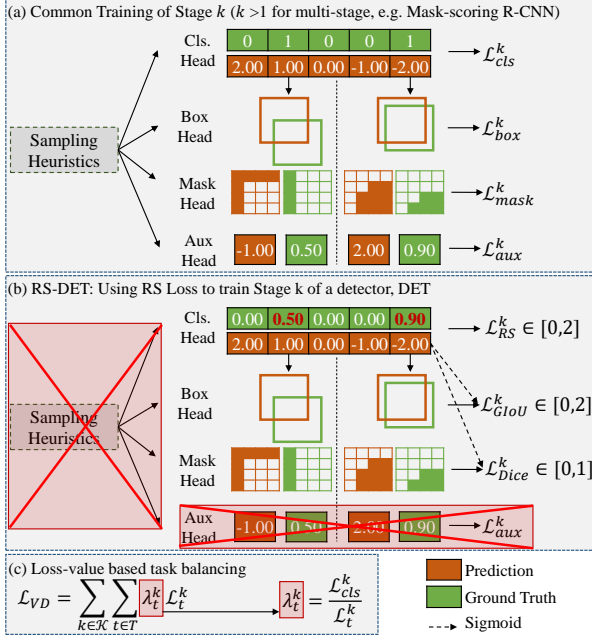 (a) Common Training of Stage k (k >1 for multi-stage, e.g. Mask-scoring R-CNN)
Cls. Head
0 1 0 0 1
2.00 1.00 0.00 -1.00 -2.00
ℒ^k_cls
Sampling Heuristics
Box Head
ℒ^k_box
Mask Head
ℒ^k_mask
Aux Head
-1.00 0.50 2.00 0.90
ℒ^k_aux
(b) RS-DET: Using RS Loss to train Stage k of a detector, DET
Cls. Head
0.00 0.50 0.00 0.00 0.90
2.00 1.00 0.00 -1.00 -2.00
ℒ^k_RS ∈ [0,2]
Sampling Heuristics
Box Head
ℒ^k_GIoU ∈ [0,2]
Mask Head
ℒ^k_Dice ∈ [0,1]
Aux Head
-1.00 0.50 2.00 0.90
ℒ^k_aux
(c) Loss-value based task balancing
ℒ_VD = ∑_{k∈𝒦} ∑_{t∈T} λ^k_t ℒ^k_t
λ^k_t = ℒ^k_cls / ℒ^k_t
Prediction
Ground Truth
Sigmoid